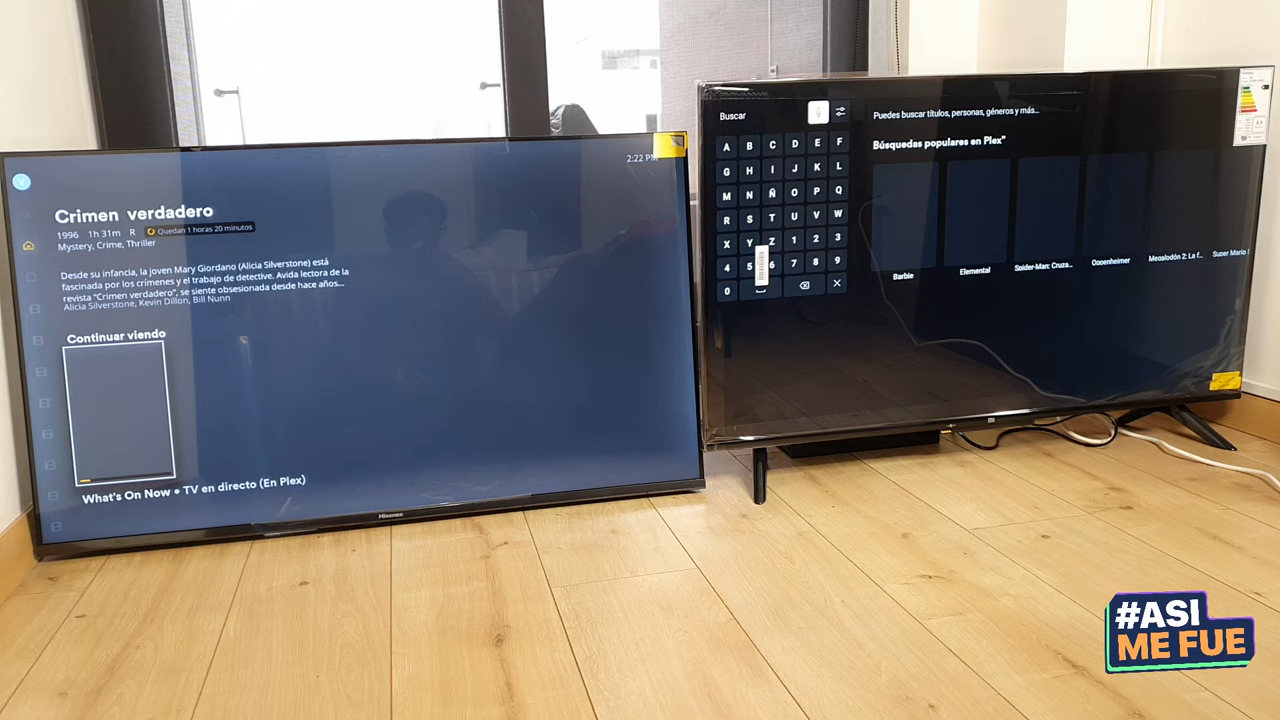 2:22 PM
V
Crimen verdadero
1996 1h 31m R Quedan 1 horas 20 minutos
Mystery, Crime, Thriller
Desde su infancia, la joven Mary Giordano (Alicia Silverstone) está
fascinada por los crímenes y el trabajo de detective. Avida lectora de la
revista "Crimen verdadero", se siente obsesionada desde hace años...
Alicia Silverstone, Kevin Dillon, Bill Nunn
Continuar viendo
What's On Now • TV en directo (En Plex)
Hisense
Buscar
A B C D E F
G H I J K L
M N Ñ O P Q
R S T U V W
X Y Z 1 2 3
4 5 6 7 8 9
0
Puedes buscar títulos, personas, géneros y más...
Búsquedas populares en Plex™
Barbie
Elemental
Spider-Man: Cruza...
Oppenheimer
Megalodón 2: La f...
Super Mario
#ASI
ME FUE